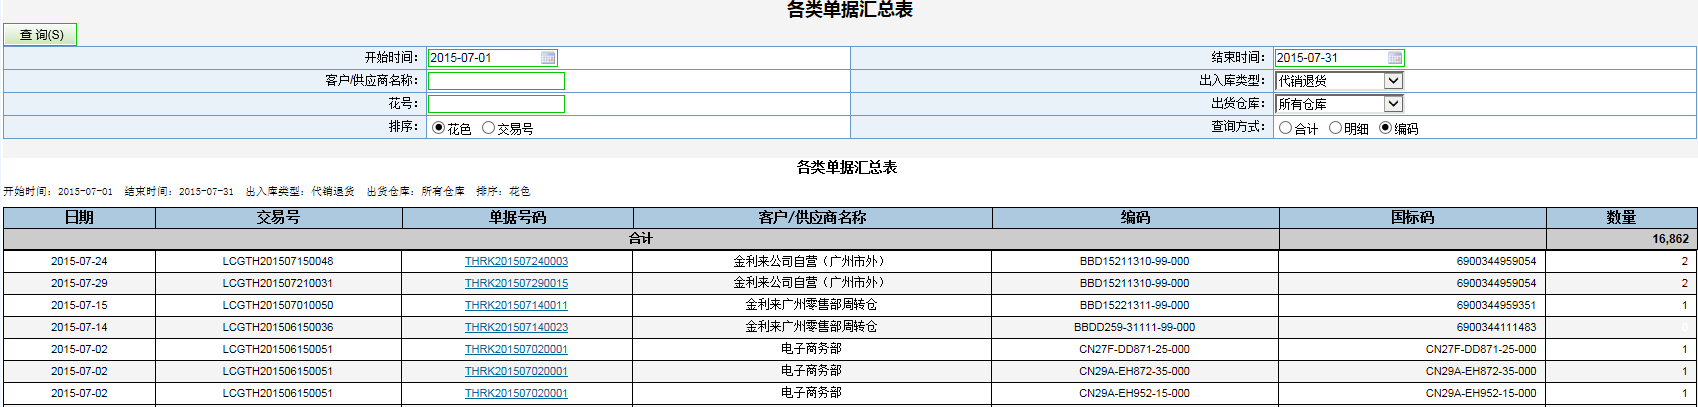 各类单据汇总表
查 询(S)
开始时间： 2015-07-01 结束时间： 2015-07-31
客户/供应商名称： 出入库类型： 代销退货
花号： 出货仓库： 所有仓库
排序： 花色 交易号 查询方式： 合计 明细 编码
各类单据汇总表
开始时间：2015-07-01 结束时间：2015-07-31 出入库类型：代销退货 出货仓库：所有仓库 排序：花色
日期 交易号 单据号码 客户/供应商名称 编码 国标码 数量
合计 16,862
2015-07-24 LCGTH201507150048 THRK201507240003 金利来公司自营（广州市外） BBD15211310-99-000 6900344959054 2
2015-07-29 LCGTH201507210031 THRK201507290015 金利来公司自营（广州市外） BBD15211310-99-000 6900344959054 2
2015-07-15 LCGTH201507010050 THRK201507140011 金利来广州零售部周转仓 BBD15221311-99-000 6900344959351 1
2015-07-14 LCGTH201506150036 THRK201507140023 金利来广州零售部周转仓 BBDD259-31111-99-000 6900344111483
2015-07-02 LCGTH201506150051 THRK201507020001 电子商务部 CN27F-DD871-25-000 CN27F-DD871-25-000 1
2015-07-02 LCGTH201506150051 THRK201507020001 电子商务部 CN29A-EH872-35-000 CN29A-EH872-35-000 1
2015-07-02 LCGTH201506150051 THRK201507020001 电子商务部 CN29A-EH952-15-000 CN29A-EH952-15-000 1